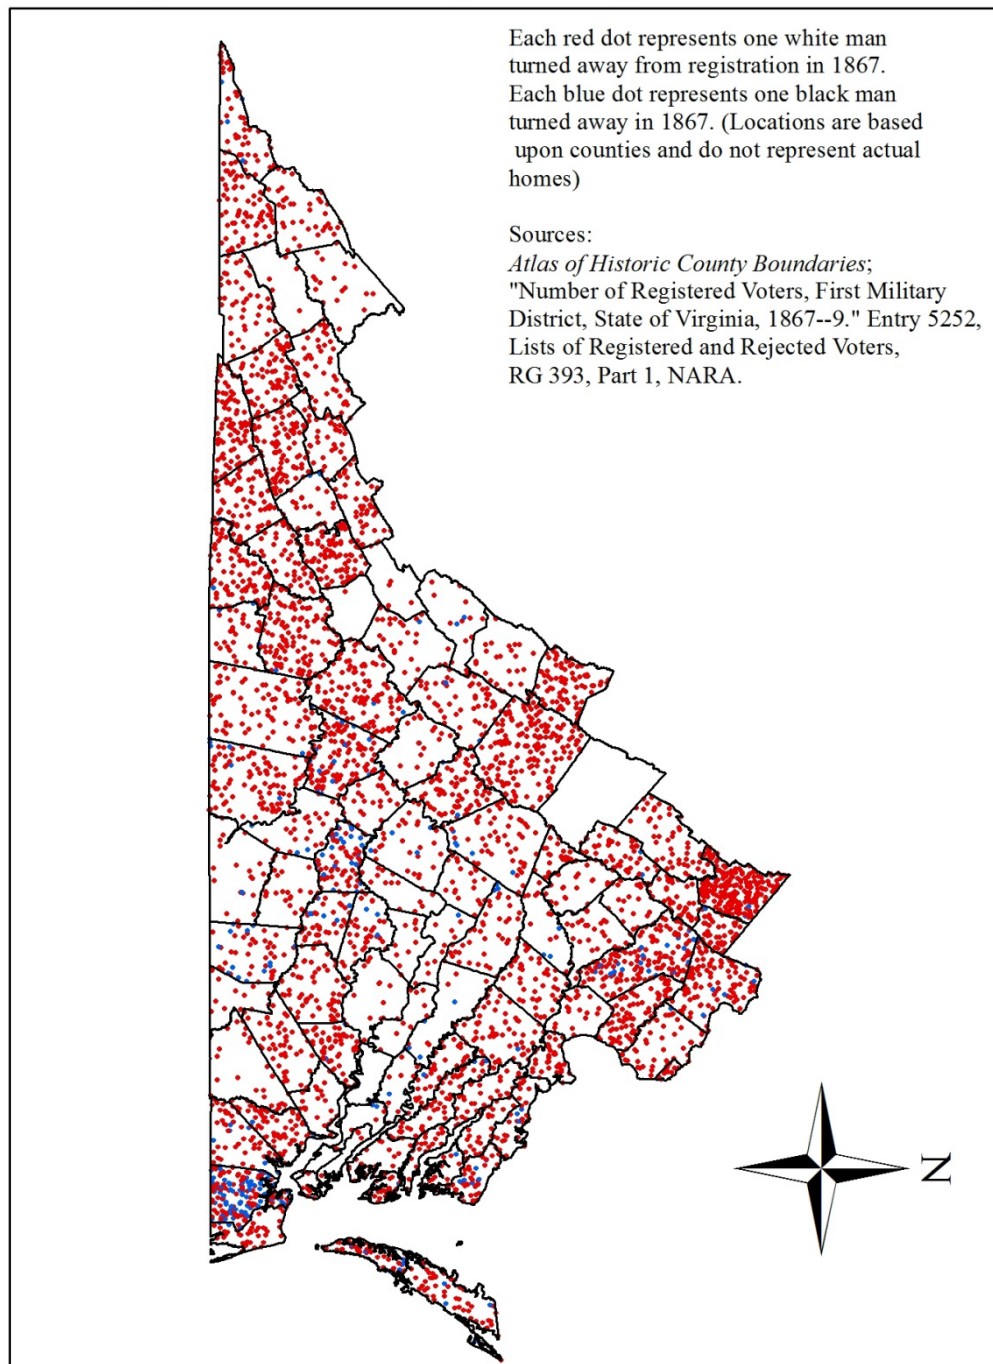 Each red dot represents one white man
turned away from registration in 1867.
Each blue dot represents one black man
turned away in 1867. (Locations are based
upon counties and do not represent actual
homes)
Sources:
Atlas of Historic County Boundaries;
"Number of Registered Voters, First Military
District, State of Virginia, 1867--9." Entry 5252,
Lists of Registered and Rejected Voters,
RG 393, Part 1, NARA.
N